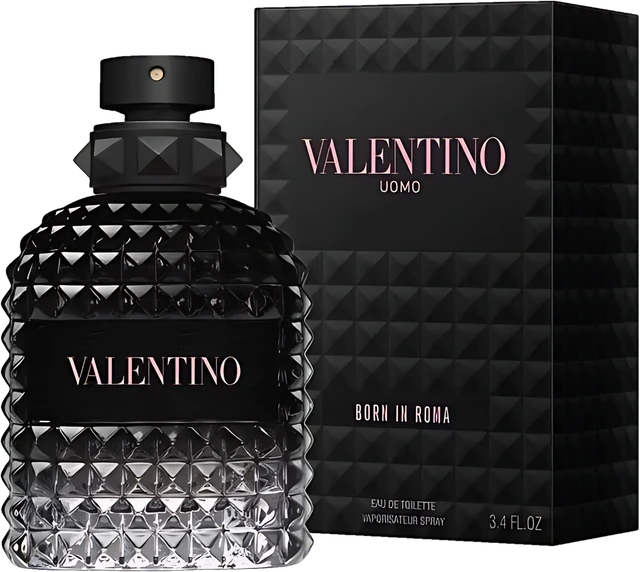 VALENTINO
UOMO
VALENTINO
BORN IN ROMA
EAU DE TOILETTE
VAPORISATEUR SPRAY
3.4 FL.OZ